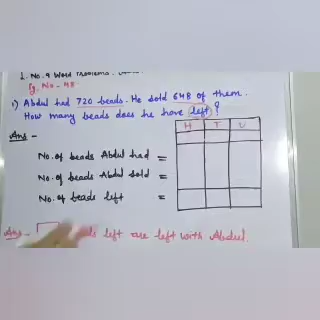 1. No. 4 Word Problems.
Pg. No - 48.
1) Abdul had 720 beads. He sold 648 of them.
How many beads does he have left?
Ans -
H T U
No. of beads Abdul had =
No. of beads Abdul sold =
No. of beads left =
Ans - left are left with Abdul.